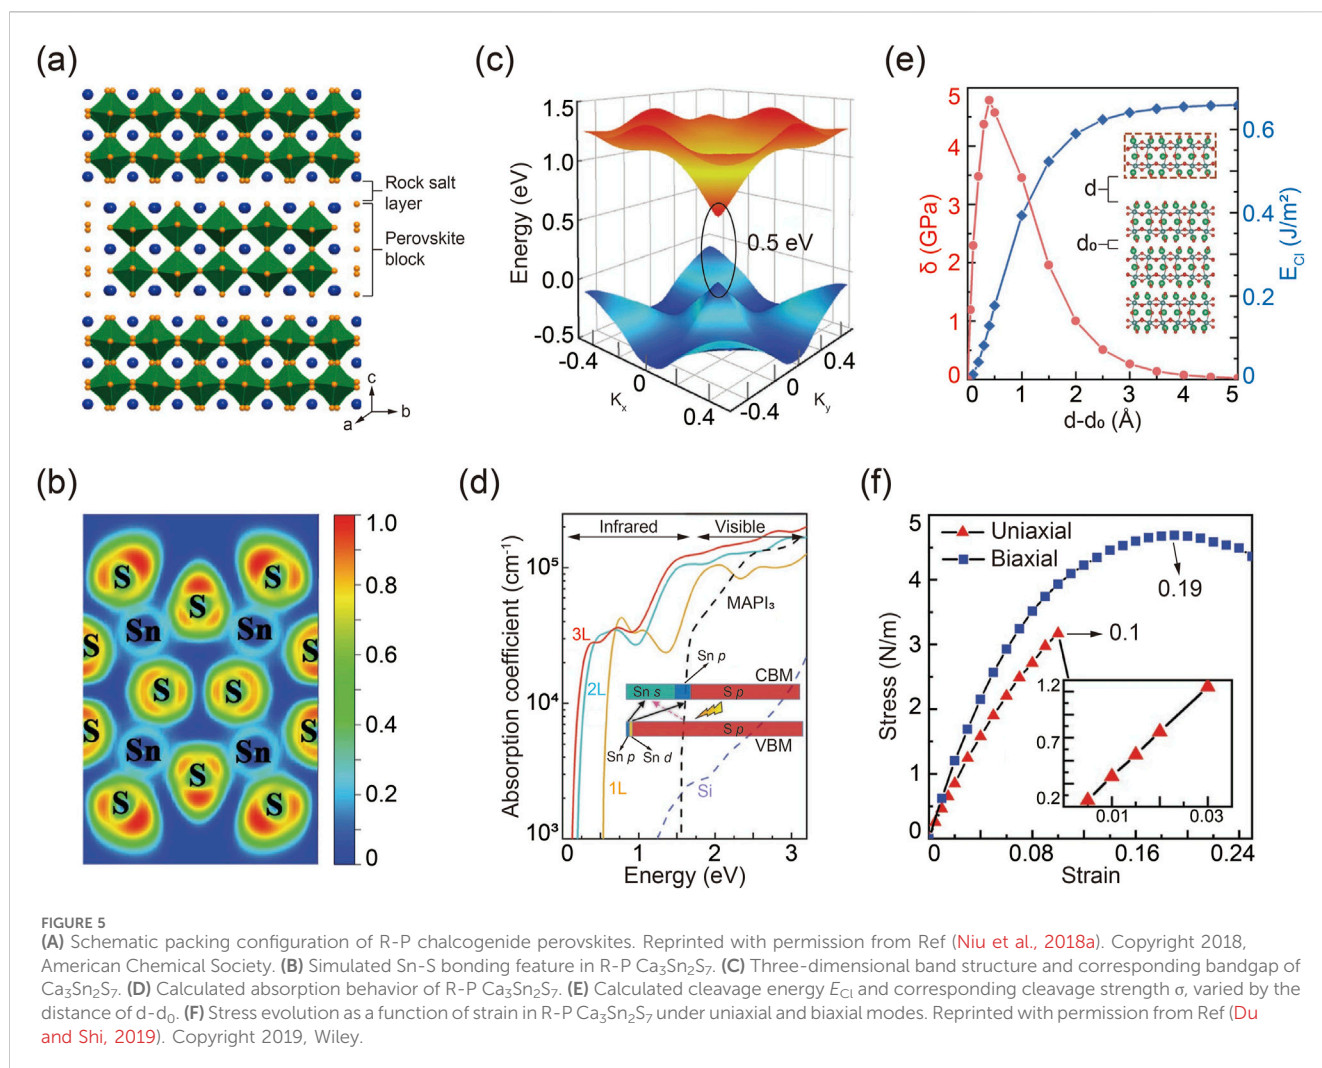 (a)
Rock salt
layer
Perovskite
block
c
b
a
(c)
Energy (eV)
1.5
1.0
0.5
0.0
-0.5
0.5 eV
-0.4
0
0.4
Kx
-0.4
0
0.4
Ky
(e)
δ (GPa)
5
4
3
2
1
0
0 1 2 3 4 5
d-d₀ (Å)
0.6
0.4
0.2
0
ECl (J/m²)
d
d₀
(b)
S S S
Sn Sn
S S S S
S S
Sn Sn
S S S
1.0
0.8
0.6
0.4
0.2
0
(d)
Absorption coefficient (cm⁻¹)
10⁵
10⁴
10³
Infrared Visible
MAPI₃
3L
2L
1L
Sn p
CBM
Sn s S p
S p
VBM
Sn p Sn d
Si
0 1 2 3
Energy (eV)
(f)
Stress (N/m)
5
4
3
2
1
0
Uniaxial
Biaxial
0.19
0.1
1.2
0.7
0.2
0.01 0.03
0 0.08 0.16 0.24
Strain
FIGURE 5
(A) Schematic packing configuration of R-P chalcogenide perovskites. Reprinted with permission from Ref (Niu et al., 2018a). Copyright 2018,
American Chemical Society. (B) Simulated Sn-S bonding feature in R-P Ca₃Sn₂S₇. (C) Three-dimensional band structure and corresponding bandgap of
Ca₃Sn₂S₇. (D) Calculated absorption behavior of R-P Ca₃Sn₂S₇. (E) Calculated cleavage energy ECl and corresponding cleavage strength σ, varied by the
distance of d-d₀. (F) Stress evolution as a function of strain in R-P Ca₃Sn₂S₇ under uniaxial and biaxial modes. Reprinted with permission from Ref (Du
and Shi, 2019). Copyright 2019, Wiley.